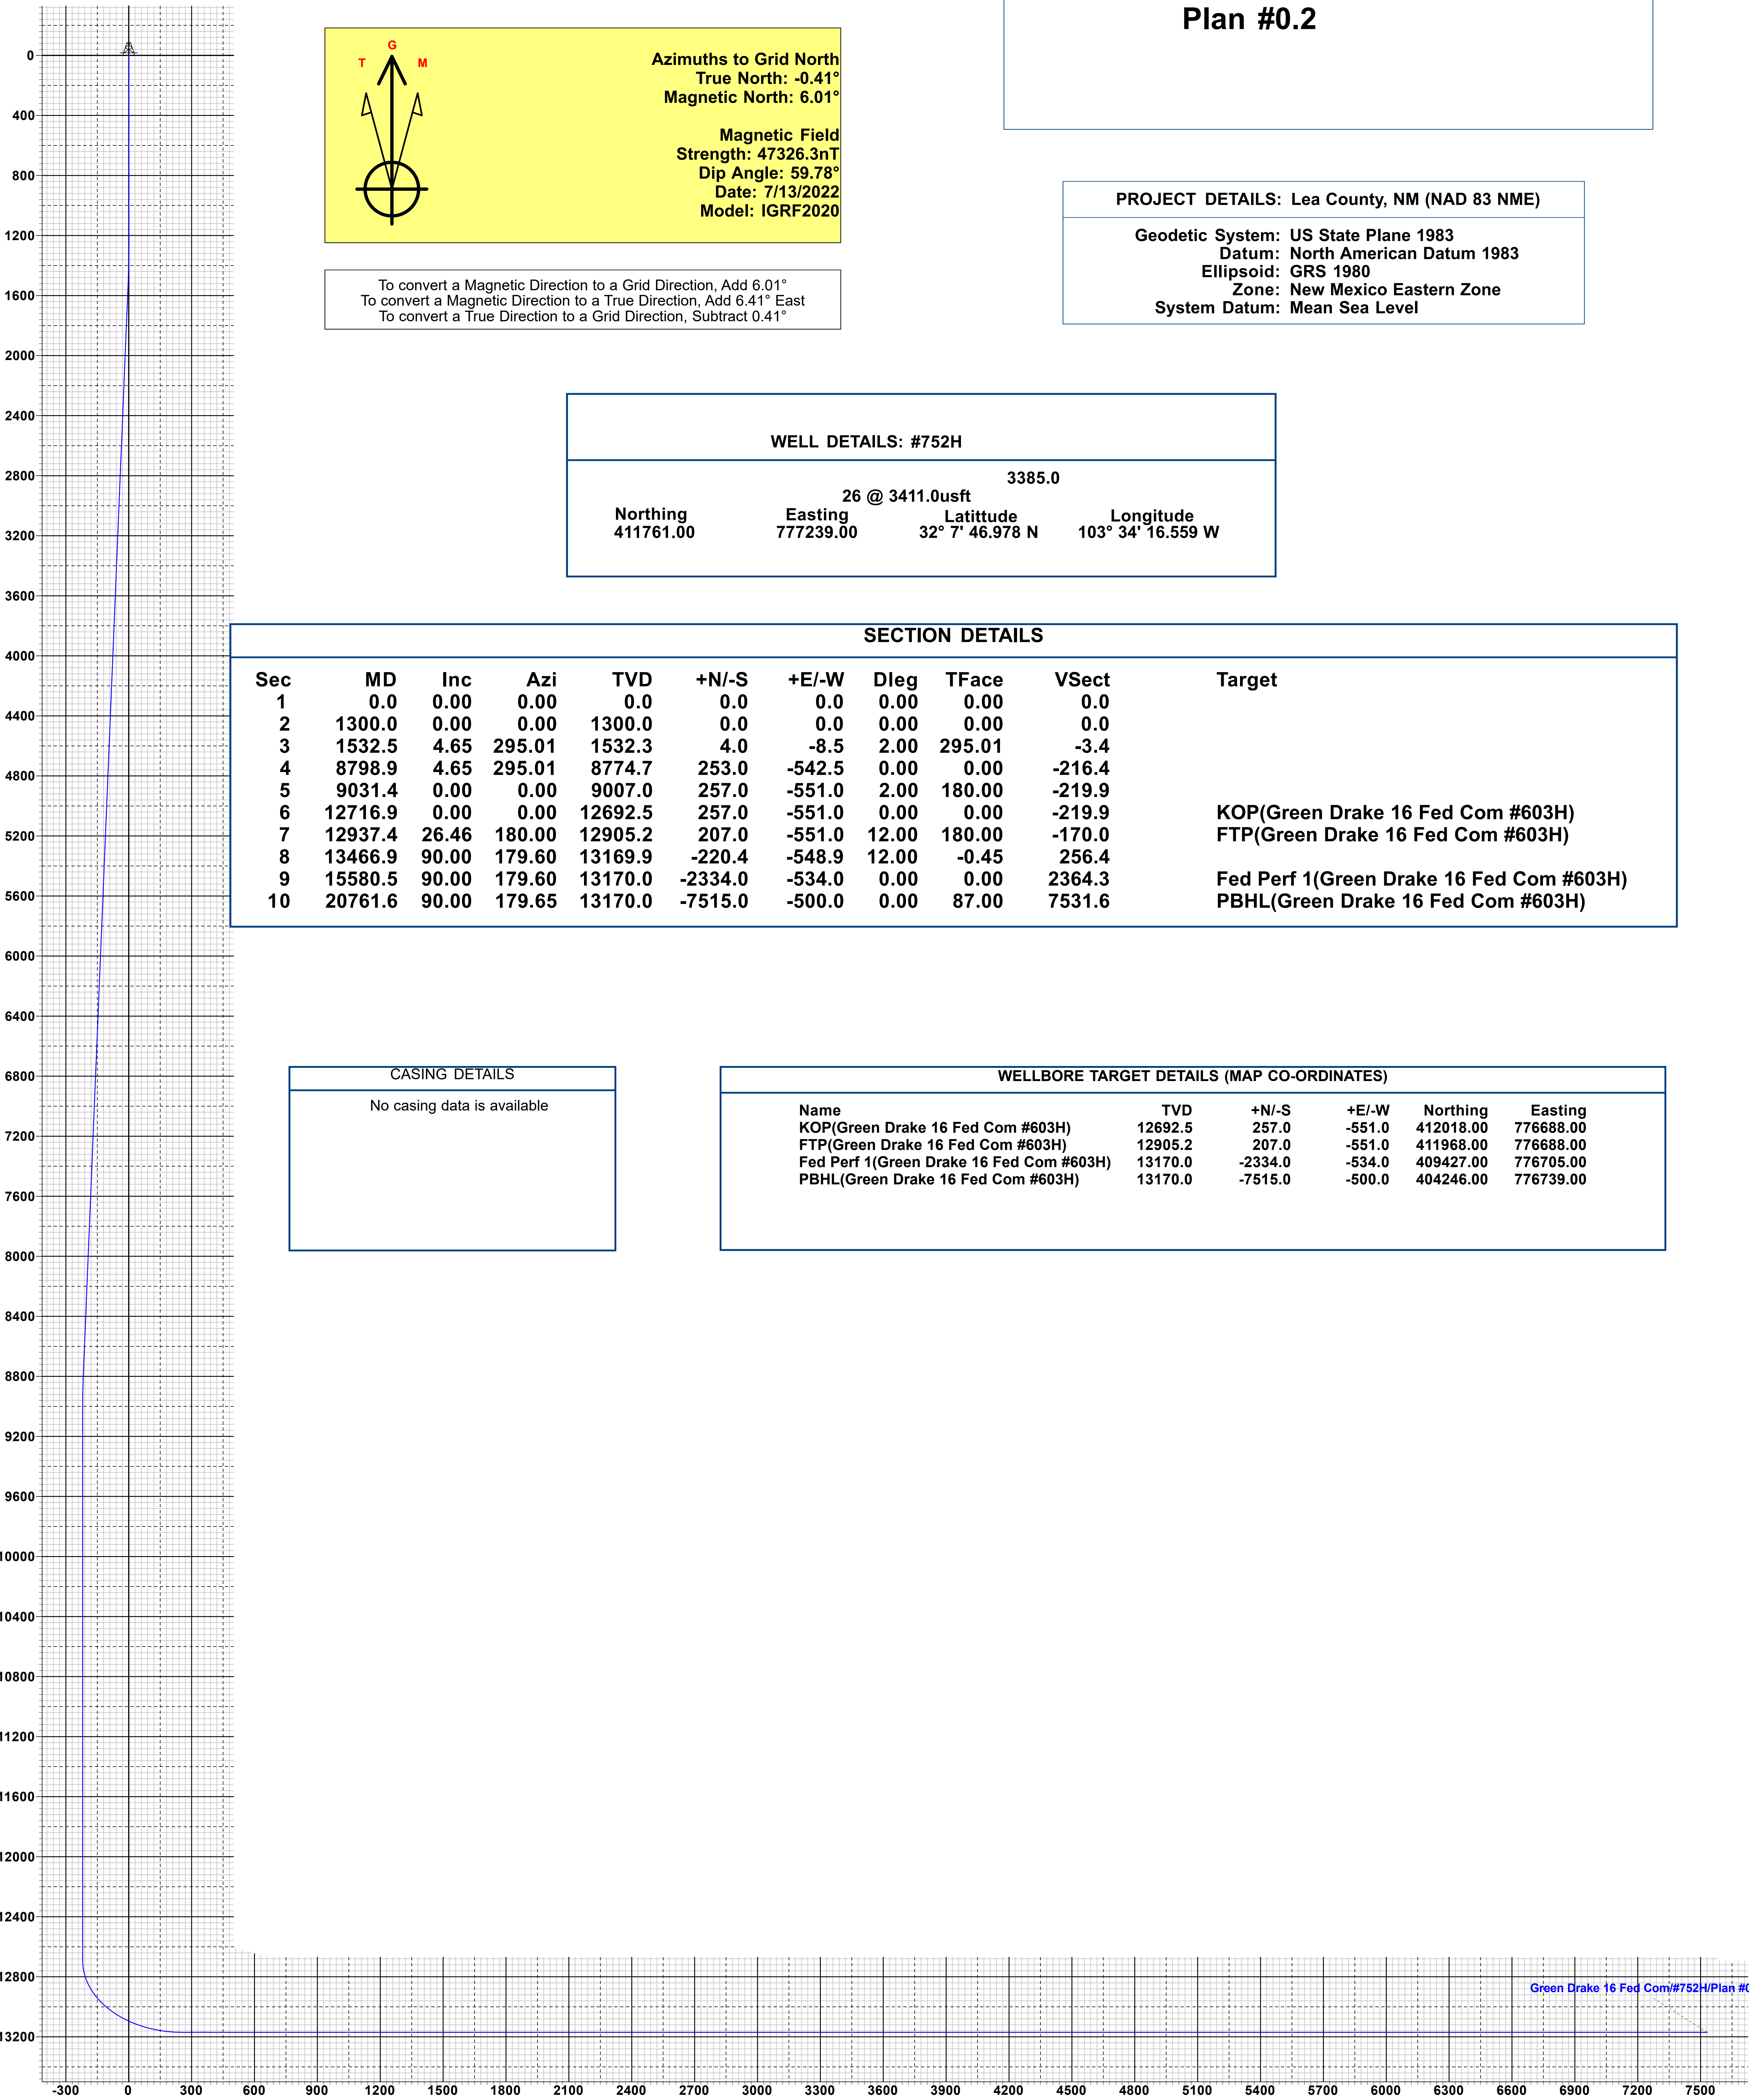 Plan #0.2
G
T M
Azimuths to Grid North
True North: -0.41°
Magnetic North: 6.01°
Magnetic Field
Strength: 47326.3nT
Dip Angle: 59.78°
Date: 7/13/2022
Model: IGRF2020
To convert a Magnetic Direction to a Grid Direction, Add 6.01°
To convert a Magnetic Direction to a True Direction, Add 6.41° East
To convert a True Direction to a Grid Direction, Subtract 0.41°
PROJECT DETAILS: Lea County, NM (NAD 83 NME)
Geodetic System: US State Plane 1983
Datum: North American Datum 1983
Ellipsoid: GRS 1980
Zone: New Mexico Eastern Zone
System Datum: Mean Sea Level
WELL DETAILS: #752H
3385.0
26 @ 3411.0usft
Northing Easting Latittude Longitude
411761.00 777239.00 32° 7' 46.978 N 103° 34' 16.559 W
SECTION DETAILS
Sec MD Inc Azi TVD +N/-S +E/-W Dleg TFace VSect Target
1 0.0 0.00 0.00 0.0 0.0 0.0 0.00 0.00 0.0
2 1300.0 0.00 0.00 1300.0 0.0 0.0 0.00 0.00 0.0
3 1532.5 4.65 295.01 1532.3 4.0 -8.5 2.00 295.01 -3.4
4 8798.9 4.65 295.01 8774.7 253.0 -542.5 0.00 0.00 -216.4
5 9031.4 0.00 0.00 9007.0 257.0 -551.0 2.00 180.00 -219.9
6 12716.9 0.00 0.00 12692.5 257.0 -551.0 0.00 0.00 -219.9 KOP(Green Drake 16 Fed Com #603H)
7 12937.4 26.46 180.00 12905.2 207.0 -551.0 12.00 180.00 -170.0 FTP(Green Drake 16 Fed Com #603H)
8 13466.9 90.00 179.60 13169.9 -220.4 -548.9 12.00 -0.45 256.4
9 15580.5 90.00 179.60 13170.0 -2334.0 -534.0 0.00 0.00 2364.3 Fed Perf 1(Green Drake 16 Fed Com #603H)
10 20761.6 90.00 179.65 13170.0 -7515.0 -500.0 0.00 87.00 7531.6 PBHL(Green Drake 16 Fed Com #603H)
CASING DETAILS
No casing data is available
WELLBORE TARGET DETAILS (MAP CO-ORDINATES)
Name TVD +N/-S +E/-W Northing Easting
KOP(Green Drake 16 Fed Com #603H) 12692.5 257.0 -551.0 412018.00 776688.00
FTP(Green Drake 16 Fed Com #603H) 12905.2 207.0 -551.0 411968.00 776688.00
Fed Perf 1(Green Drake 16 Fed Com #603H) 13170.0 -2334.0 -534.0 409427.00 776705.00
PBHL(Green Drake 16 Fed Com #603H) 13170.0 -7515.0 -500.0 404246.00 776739.00
0
400
800
1200
1600
2000
2400
2800
3200
3600
4000
4400
4800
5200
5600
6000
6400
6800
7200
7600
8000
8400
8800
9200
9600
10000
10400
10800
11200
11600
12000
12400
12800
13200
Green Drake 16 Fed Com/#752H/Plan #0
-300 0 300 600 900 1200 1500 1800 2100 2400 2700 3000 3300 3600 3900 4200 4500 4800 5100 5400 5700 6000 6300 6600 6900 7200 7500